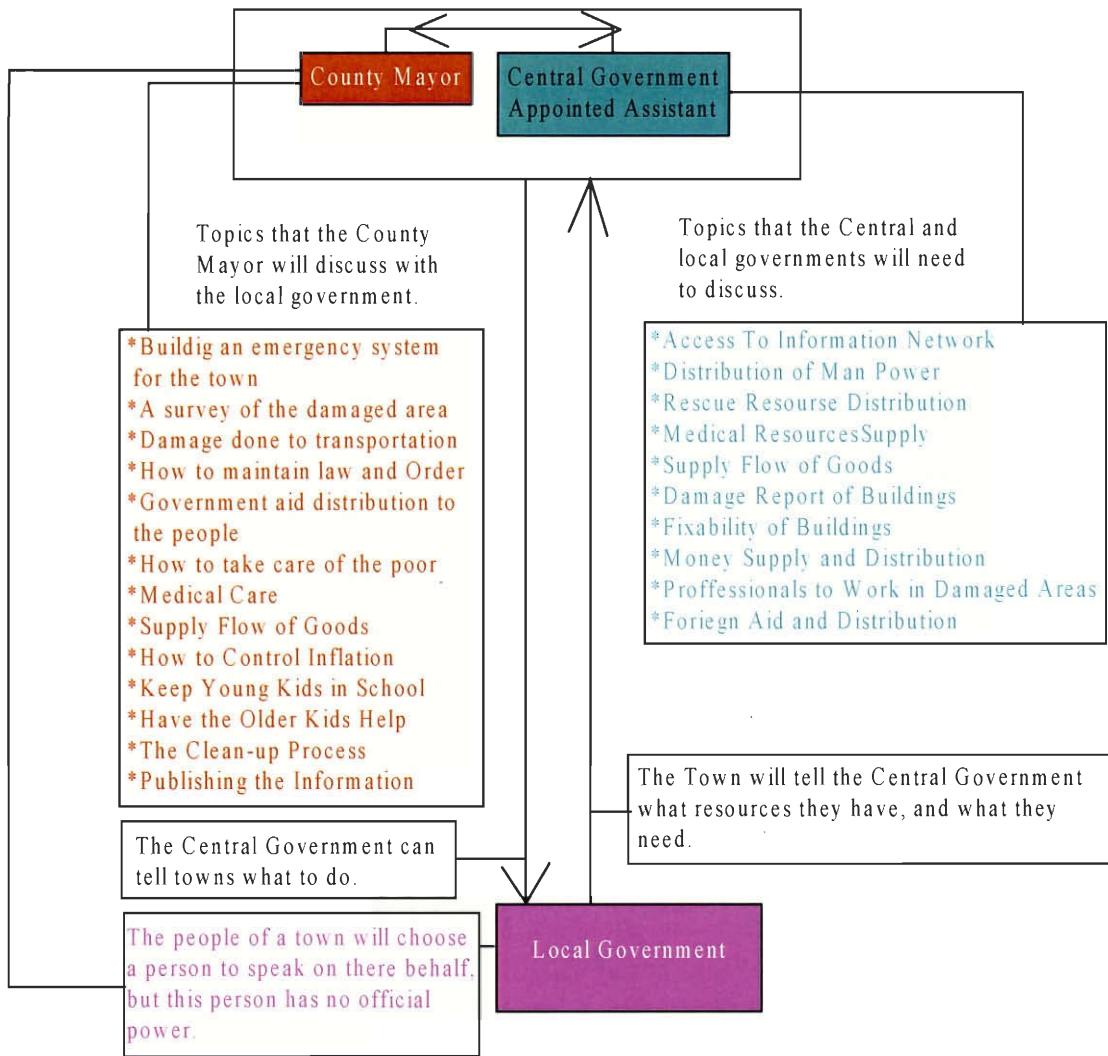 County Mayor
Central Government
Appointed Assistant
Topics that the County
Mayor will discuss with
the local government.
Topics that the Central and
local governments will need
to discuss.
*Buildig an emergency system
for the town
*A survey of the damaged area
*Damage done to transportation
*How to maintain law and Order
*Government aid distribution to
the people
*How to take care of the poor
*Medical Care
*Supply Flow of Goods
*How to Control Inflation
*Keep Young Kids in School
*Have the Older Kids Help
*The Clean-up Process
*Publishing the Information
*Access To Information Network
*Distribution of Man Power
*Rescue Resourse Distribution
*Medical ResourcesSupply
*Supply Flow of Goods
*Damage Report of Buildings
*Fixability of Buildings
*Money Supply and Distribution
*Proffessionals to Work in Damaged Areas
*Foriegn Aid and Distribution
The Town will tell the Central Government
what resources they have, and what they
need.
The Central Government can
tell towns what to do.
The people of a town will choose
a person to speak on there behalf,
but this person has no official
power.
Local Government